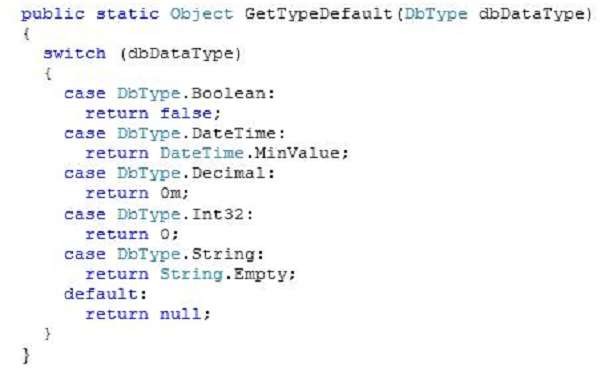 public static Object GetTypeDefault(DbType dbDataType)
{
switch (dbDataType)
{
case DbType.Boolean:
return false;
case DbType.DateTime:
return DateTime.MinValue;
case DbType.Decimal:
return 0m;
case DbType.Int32:
return 0;
case DbType.String:
return String.Empty;
default:
return null;
}
}